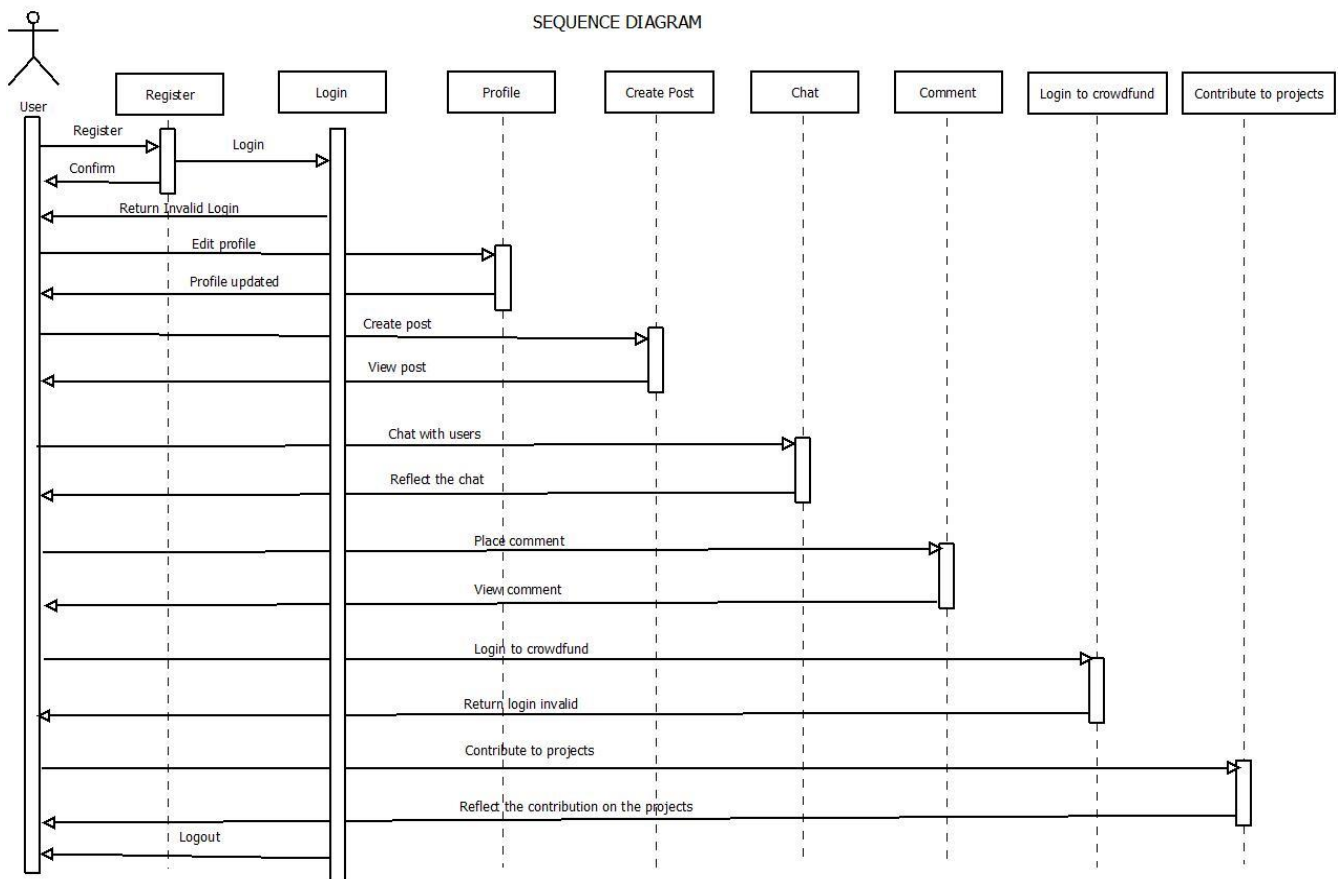 SEQUENCE DIAGRAM
User
Register
Login
Profile
Create Post
Chat
Comment
Login to crowdfund
Contribute to projects
Register
Login
Confirm
Return Invalid Login
Edit profile
Profile updated
Create post
View post
Chat with users
Reflect the chat
Place comment
View comment
Login to crowdfund
Return login invalid
Contribute to projects
Reflect the contribution on the projects
Logout